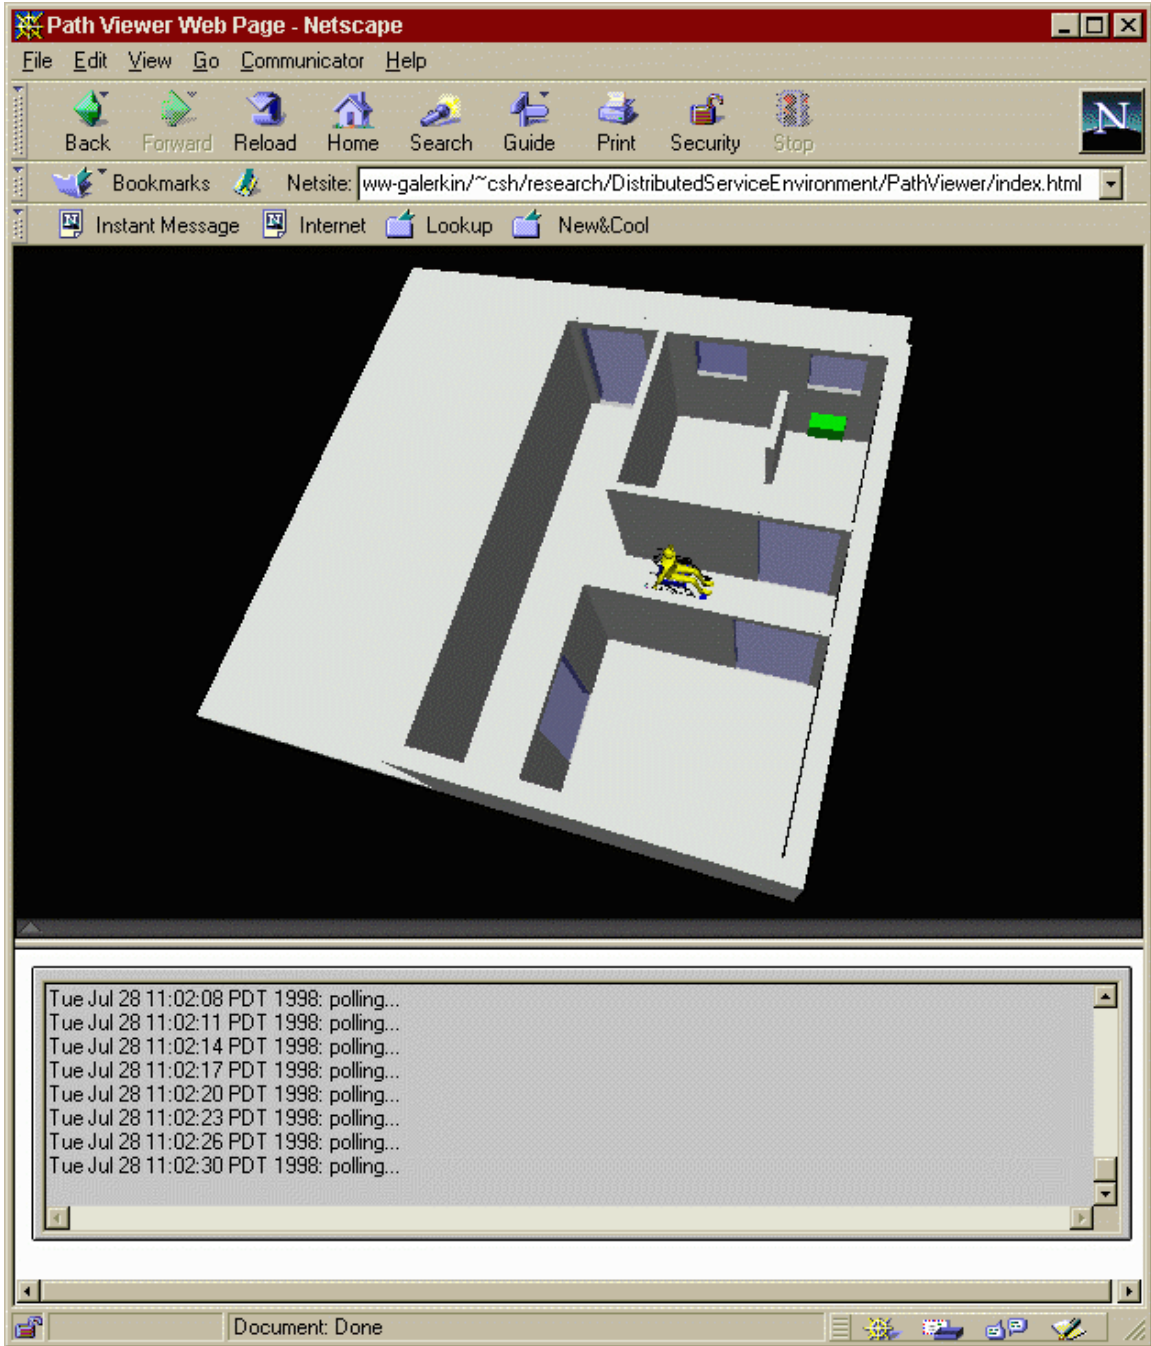 Path Viewer Web Page - Netscape
File Edit View Go Communicator Help
Back Forward Reload Home Search Guide Print Security Stop
N
Bookmarks Netsite: ww-galerkin/~csh/research/DistributedServiceEnvironment/PathViewer/index.html
Instant Message Internet Lookup New&Cool
Tue Jul 28 11:02:08 PDT 1998: polling...
Tue Jul 28 11:02:11 PDT 1998: polling...
Tue Jul 28 11:02:14 PDT 1998: polling...
Tue Jul 28 11:02:17 PDT 1998: polling...
Tue Jul 28 11:02:20 PDT 1998: polling...
Tue Jul 28 11:02:23 PDT 1998: polling...
Tue Jul 28 11:02:26 PDT 1998: polling...
Tue Jul 28 11:02:30 PDT 1998: polling...
Document: Done